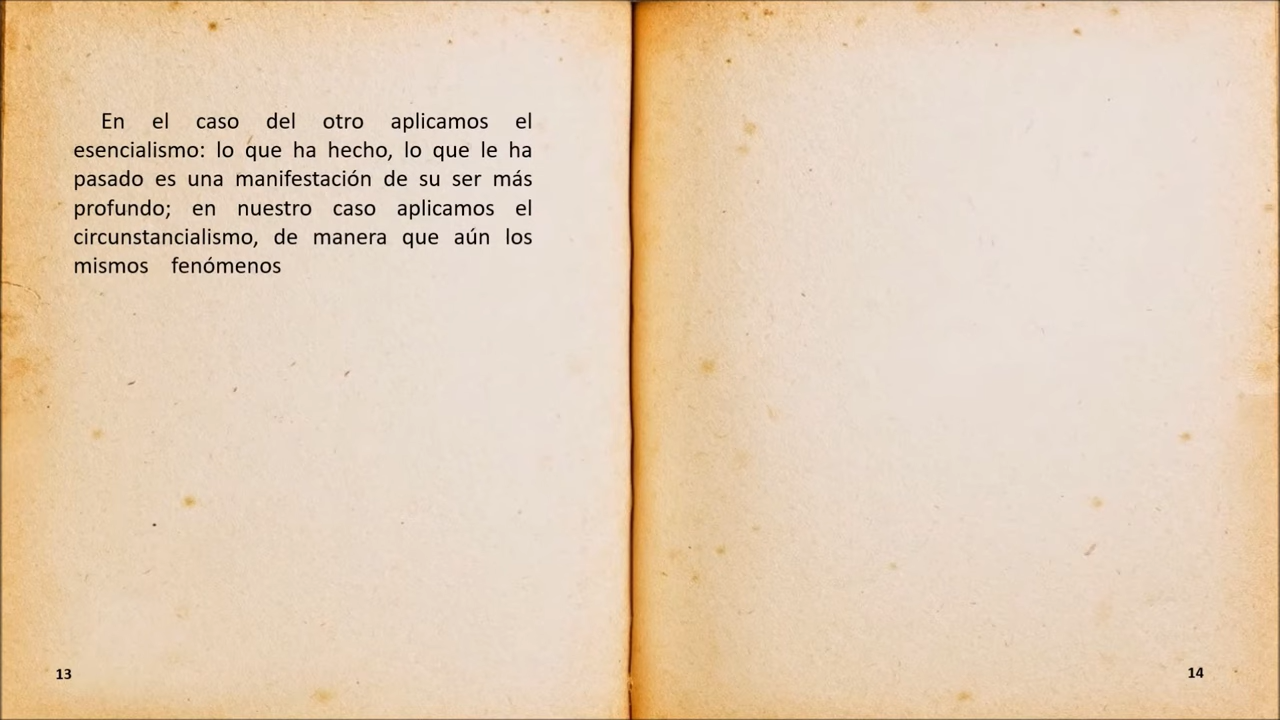 En el caso del otro aplicamos el
esencialismo: lo que ha hecho, lo que le ha
pasado es una manifestación de su ser más
profundo; en nuestro caso aplicamos el
circunstancialismo, de manera que aún los
mismos fenómenos
13
14